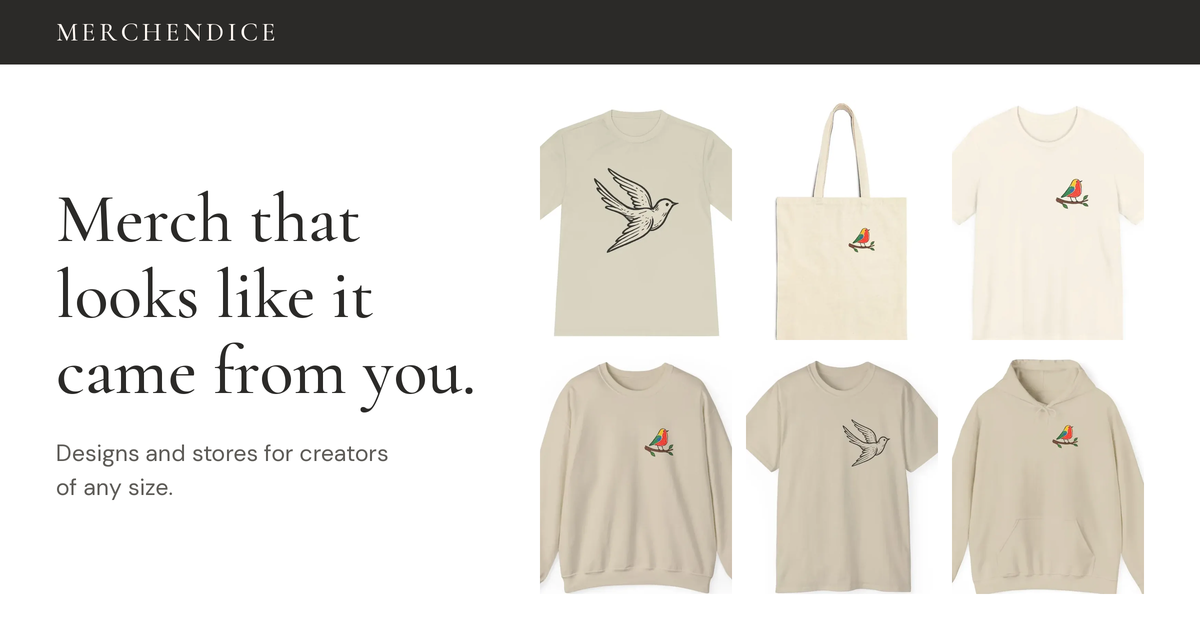 MERCHENDICE
Merch that
looks like it
came from you.
Designs and stores for creators
of any size.